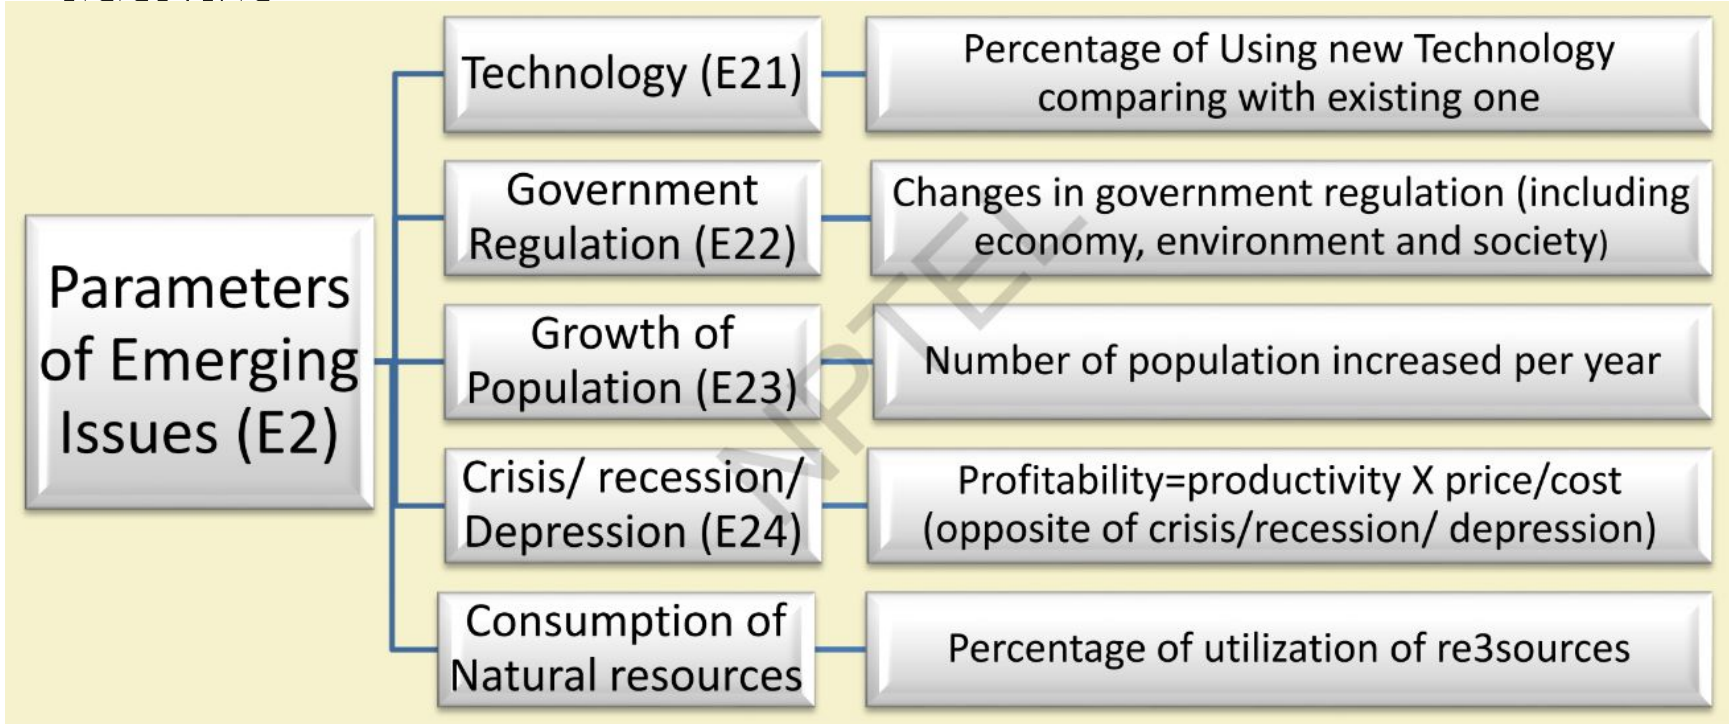 Parameters
of Emerging
Issues (E2)
Technology (E21)
Percentage of Using new Technology
comparing with existing one
Government
Regulation (E22)
Changes in government regulation (including
economy, environment and society)
Growth of
Population (E23)
Number of population increased per year
Crisis/ recession/
Depression (E24)
Profitability=productivity X price/cost
(opposite of crisis/recession/ depression)
Consumption of
Natural resources
Percentage of utilization of re3sources
NPTEL